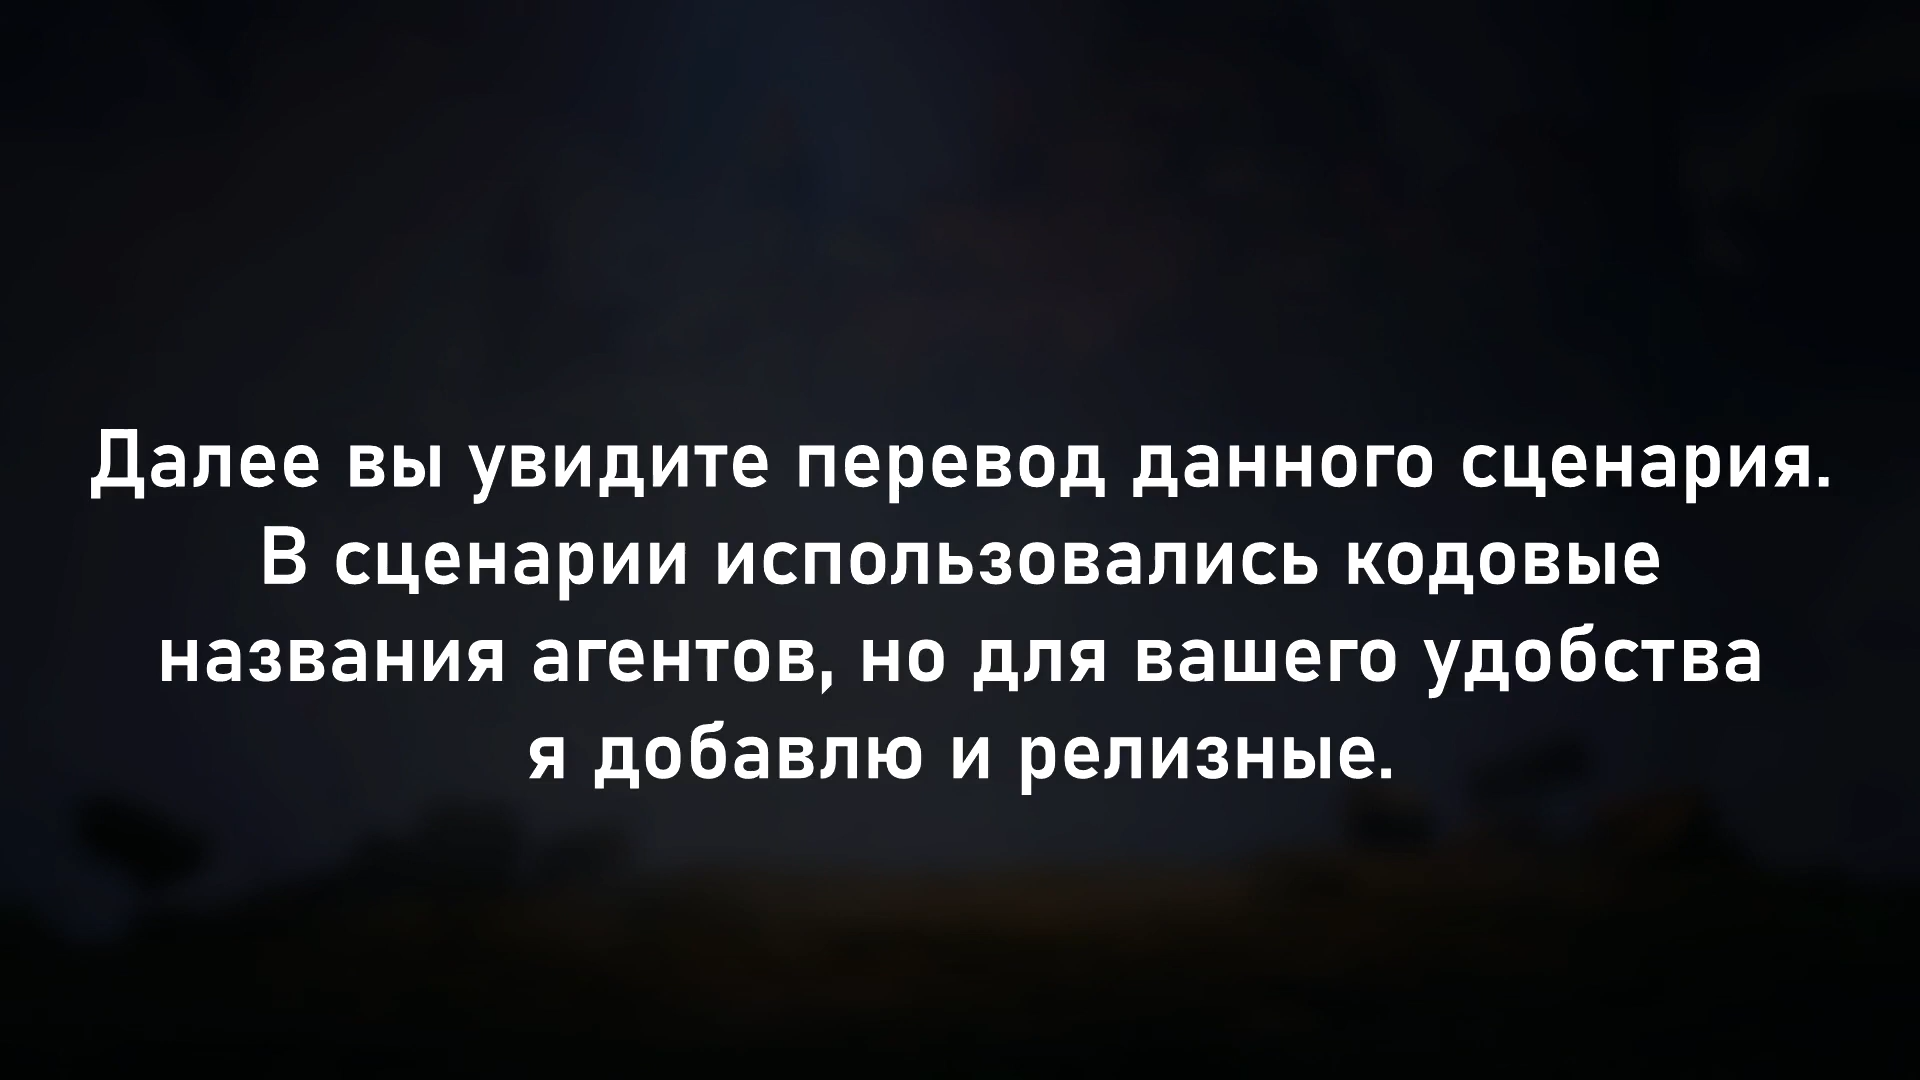 Далее вы увидите перевод данного сценария.
В сценарии использовались кодовые
названия агентов, но для вашего удобства
я добавлю и релизные.